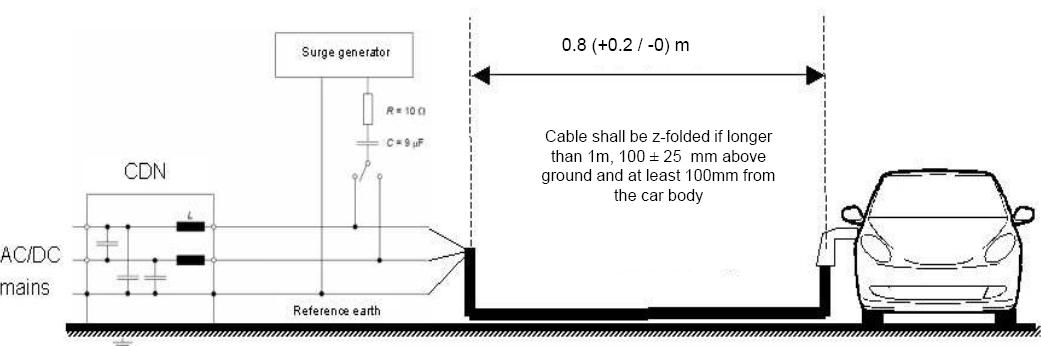 0.8 (+0.2 / -0) m
Surge generator
R = 10 Ω
C = 9 µF
Cable shall be z-folded if longer
than 1m, 100 ± 25 mm above
ground and at least 100mm from
the car body
CDN
L
AC/DC
mains
Reference earth